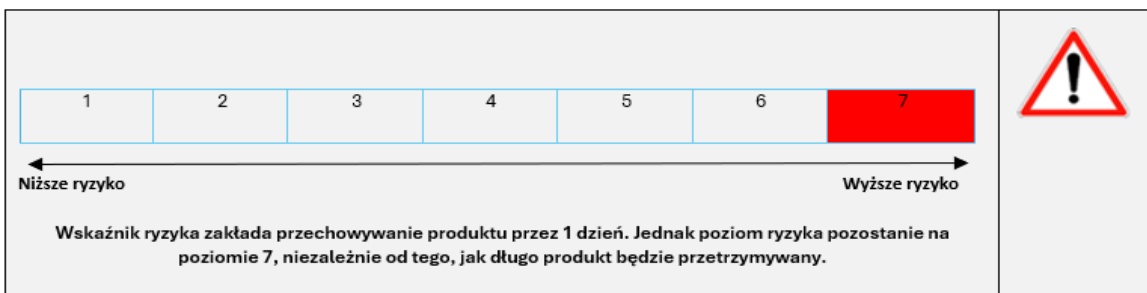 1 2 3 4 5 6 7
Niższe ryzyko Wyższe ryzyko
Wskaźnik ryzyka zakłada przechowywanie produktu przez 1 dzień. Jednak poziom ryzyka pozostanie na
poziomie 7, niezależnie od tego, jak długo produkt będzie przetrzymywany.